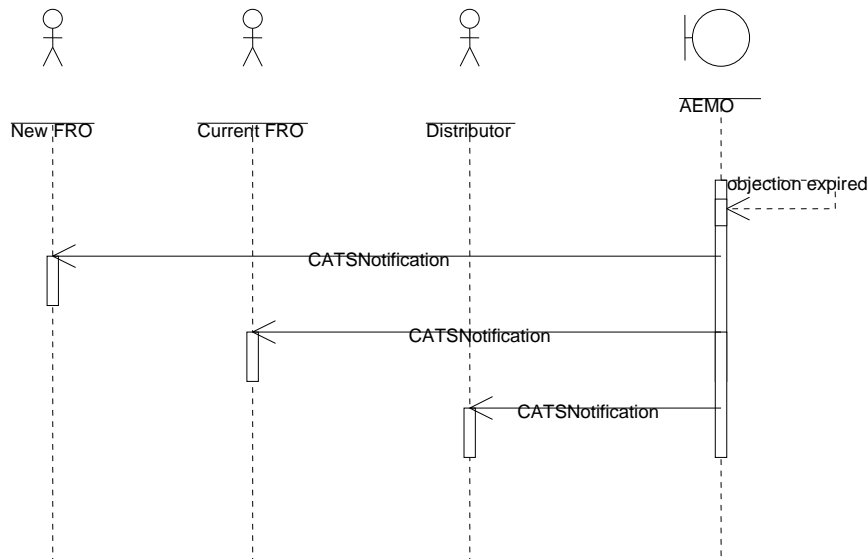 AEMO
New FRO
Current FRO
Distributor
objection expired
CATSNotification
CATSNotification
CATSNotification